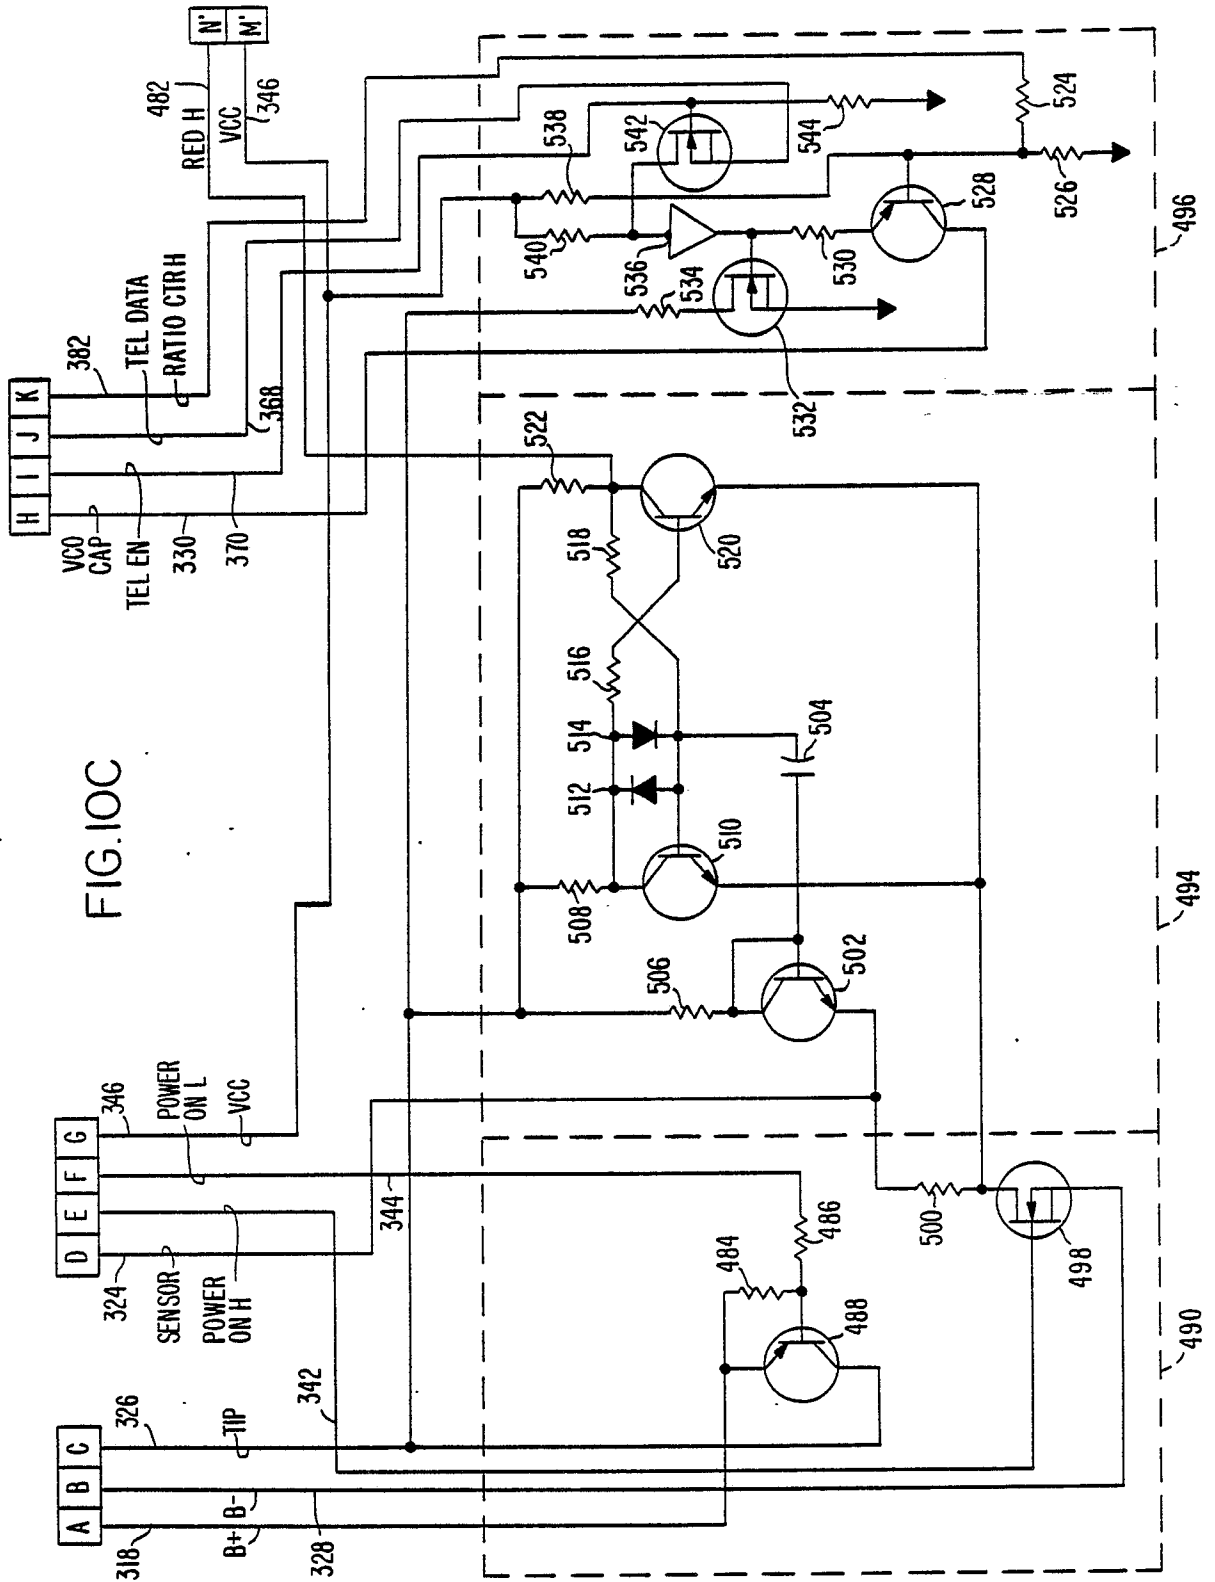 FIG.10C
A B C
D E F G
H I J K
N' M'
318
B+
B-
328
326
TIP
342
324
SENSOR
POWER
ON H
344
346
POWER
ON L
VCC
VCO
CAP
330
TEL EN
370
382
TEL DATA
RATIO CTRH
368
482
RED H
VCC
346
484
486
488
490
498
500
502
504
506
508
510
512
514
516
518
520
522
494
524
526
528
530
532
534
536
538
540
542
544
496